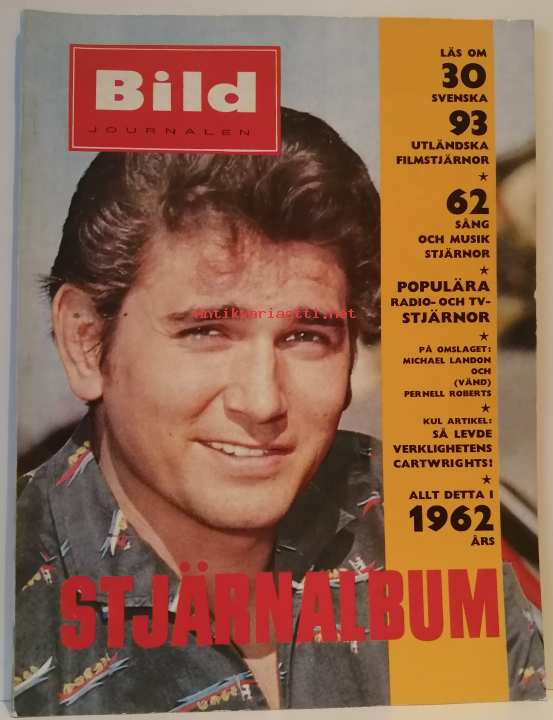 Bild
JOURNALEN
LÄS OM
30
SVENSKA
93
UTLÄNDSKA
FILMSTJÄRNOR
★
62
SÅNG
OCH MUSIK
STJÄRNOR
★
POPULÄRA
RADIO- OCH TV-
STJÄRNOR
★
PÅ OMSLAGET:
MICHAEL LANDON
OCH
(VÄND)
PERNELL ROBERTS
★
KUL ARTIKEL:
SÅ LEVDE
VERKLIGHETENS
CARTWRIGHTS!
★
ALLT DETTA I
1962
ÅRS
STJÄRNALBUM
antikvariaatti.net